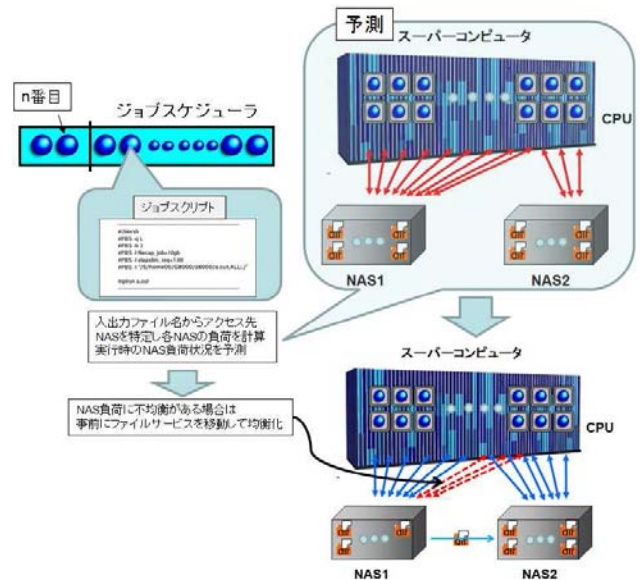 予測
スーパーコンピュータ
n番目
ジョブスケジューラ
CPU
ジョブスクリプト
NAS1
NAS2
入出力ファイル名からアクセス先
NASを特定し各NASの負荷を計算
実行時のNAS負荷状況を予測
スーパーコンピュータ
NAS負荷に不均衡がある場合は
事前にファイルサービスを移動して均衡化
CPU
NAS1
NAS2